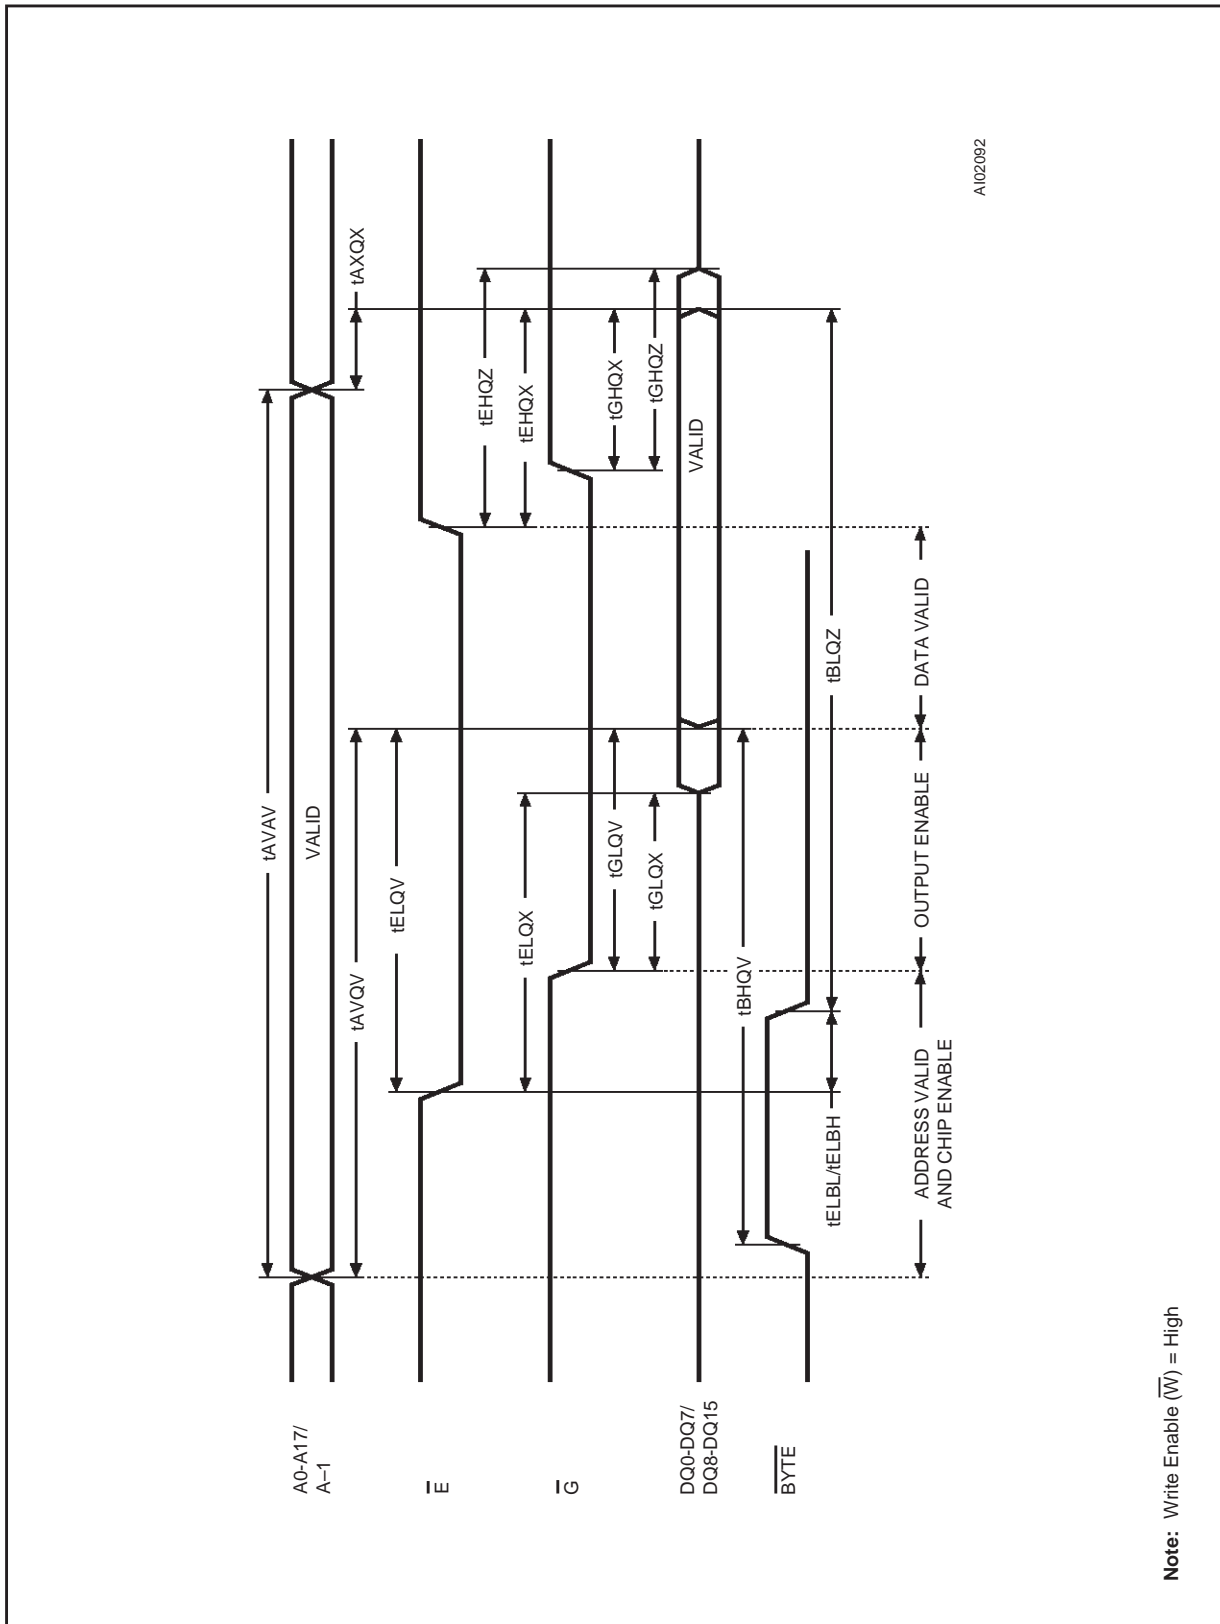 tAVAV
A0-A17/
A–1
VALID
tAVQV
tAXQX
tELQV
E̅
tEHQZ
tELQX
tEHQX
G̅
tGLQV
tGHQX
tGLQX
tGHQZ
DQ0-DQ7/
DQ8-DQ15
VALID
tBHQV
B̅Y̅T̅E̅
tELBL/tELBH
tBLQZ
ADDRESS VALID
AND CHIP ENABLE
OUTPUT ENABLE
DATA VALID
AI02092
Note: Write Enable (W̅) = High